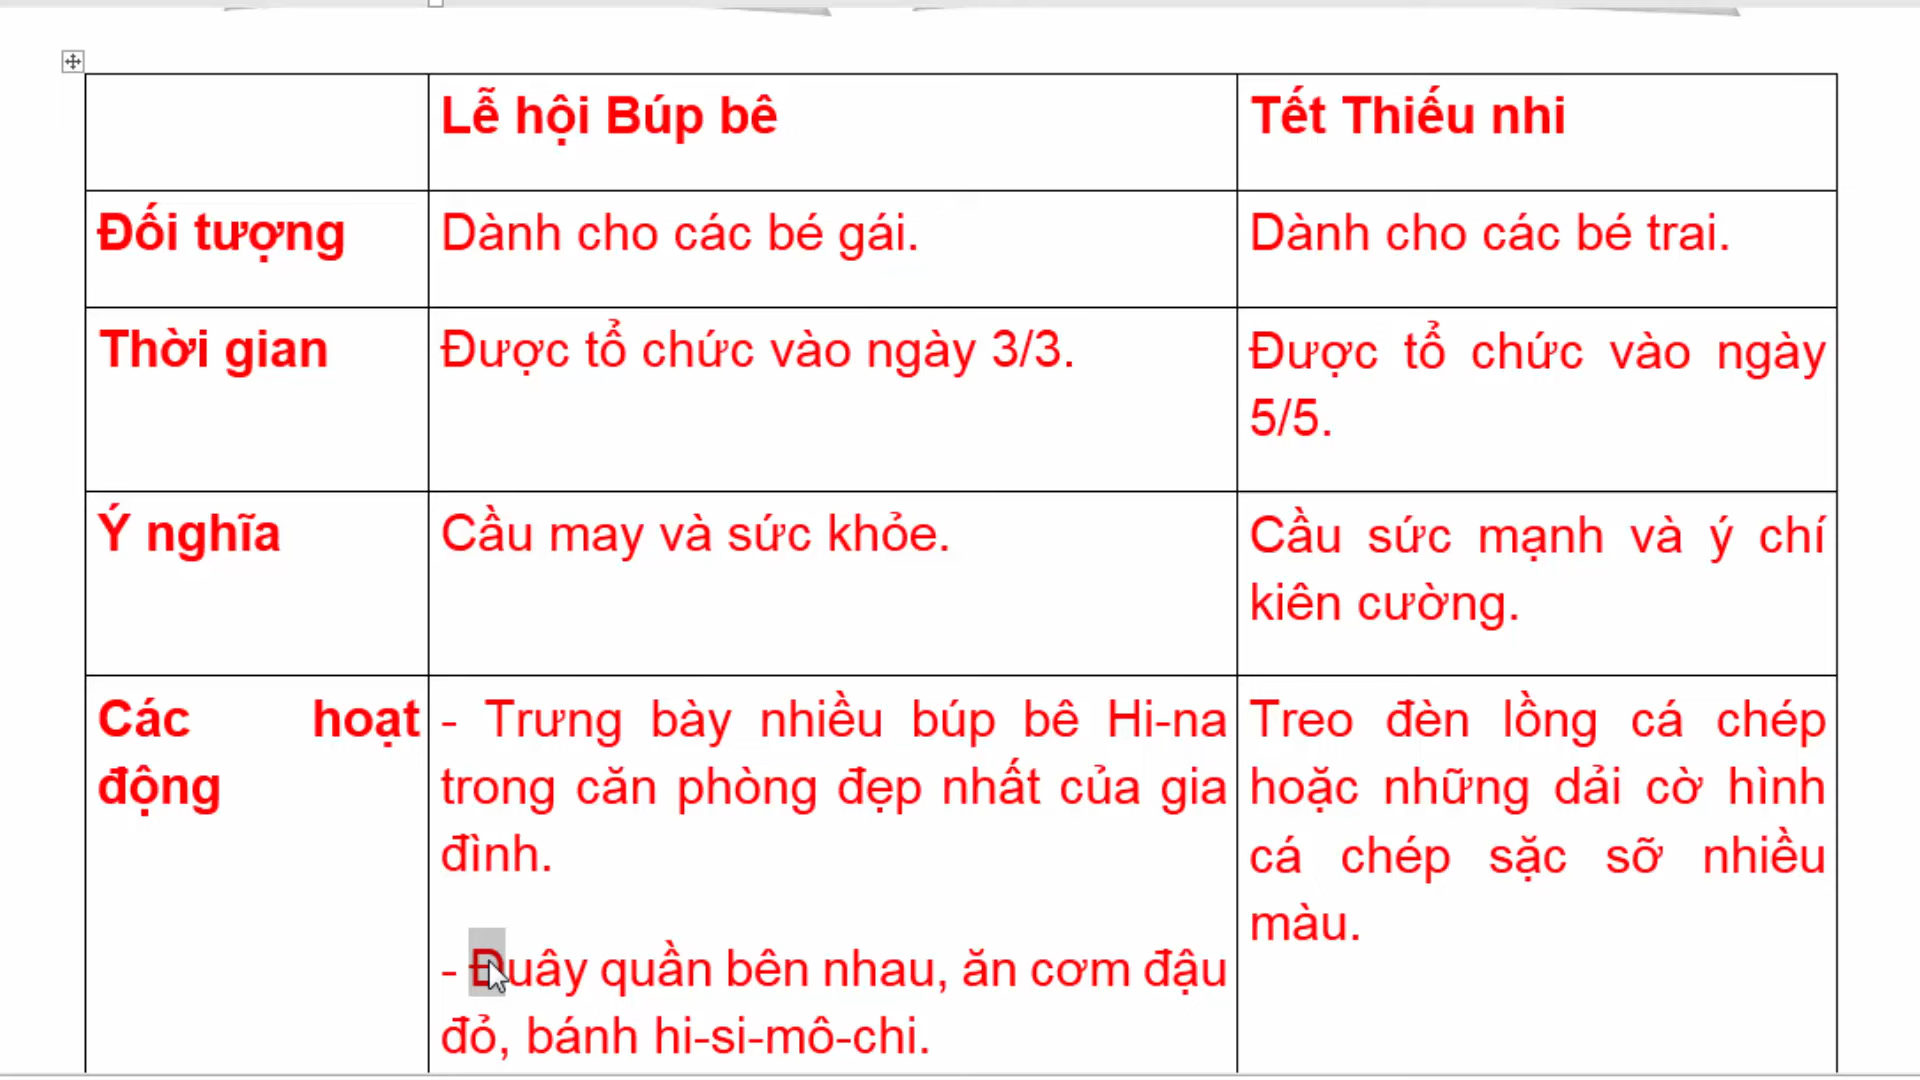 Lễ hội Búp bê
Tết Thiếu nhi
Đối tượng
Dành cho các bé gái.
Dành cho các bé trai.
Thời gian
Được tổ chức vào ngày 3/3.
Được tổ chức vào ngày
5/5.
Ý nghĩa
Cầu may và sức khỏe.
Cầu sức mạnh và ý chí
kiên cường.
Các hoạt
động
- Trưng bày nhiều búp bê Hi-na
trong căn phòng đẹp nhất của gia
đình.
- Đuây quần bên nhau, ăn cơm đậu
đỏ, bánh hi-si-mô-chi.
Treo đèn lồng cá chép
hoặc những dải cờ hình
cá chép sặc sỡ nhiều
màu.